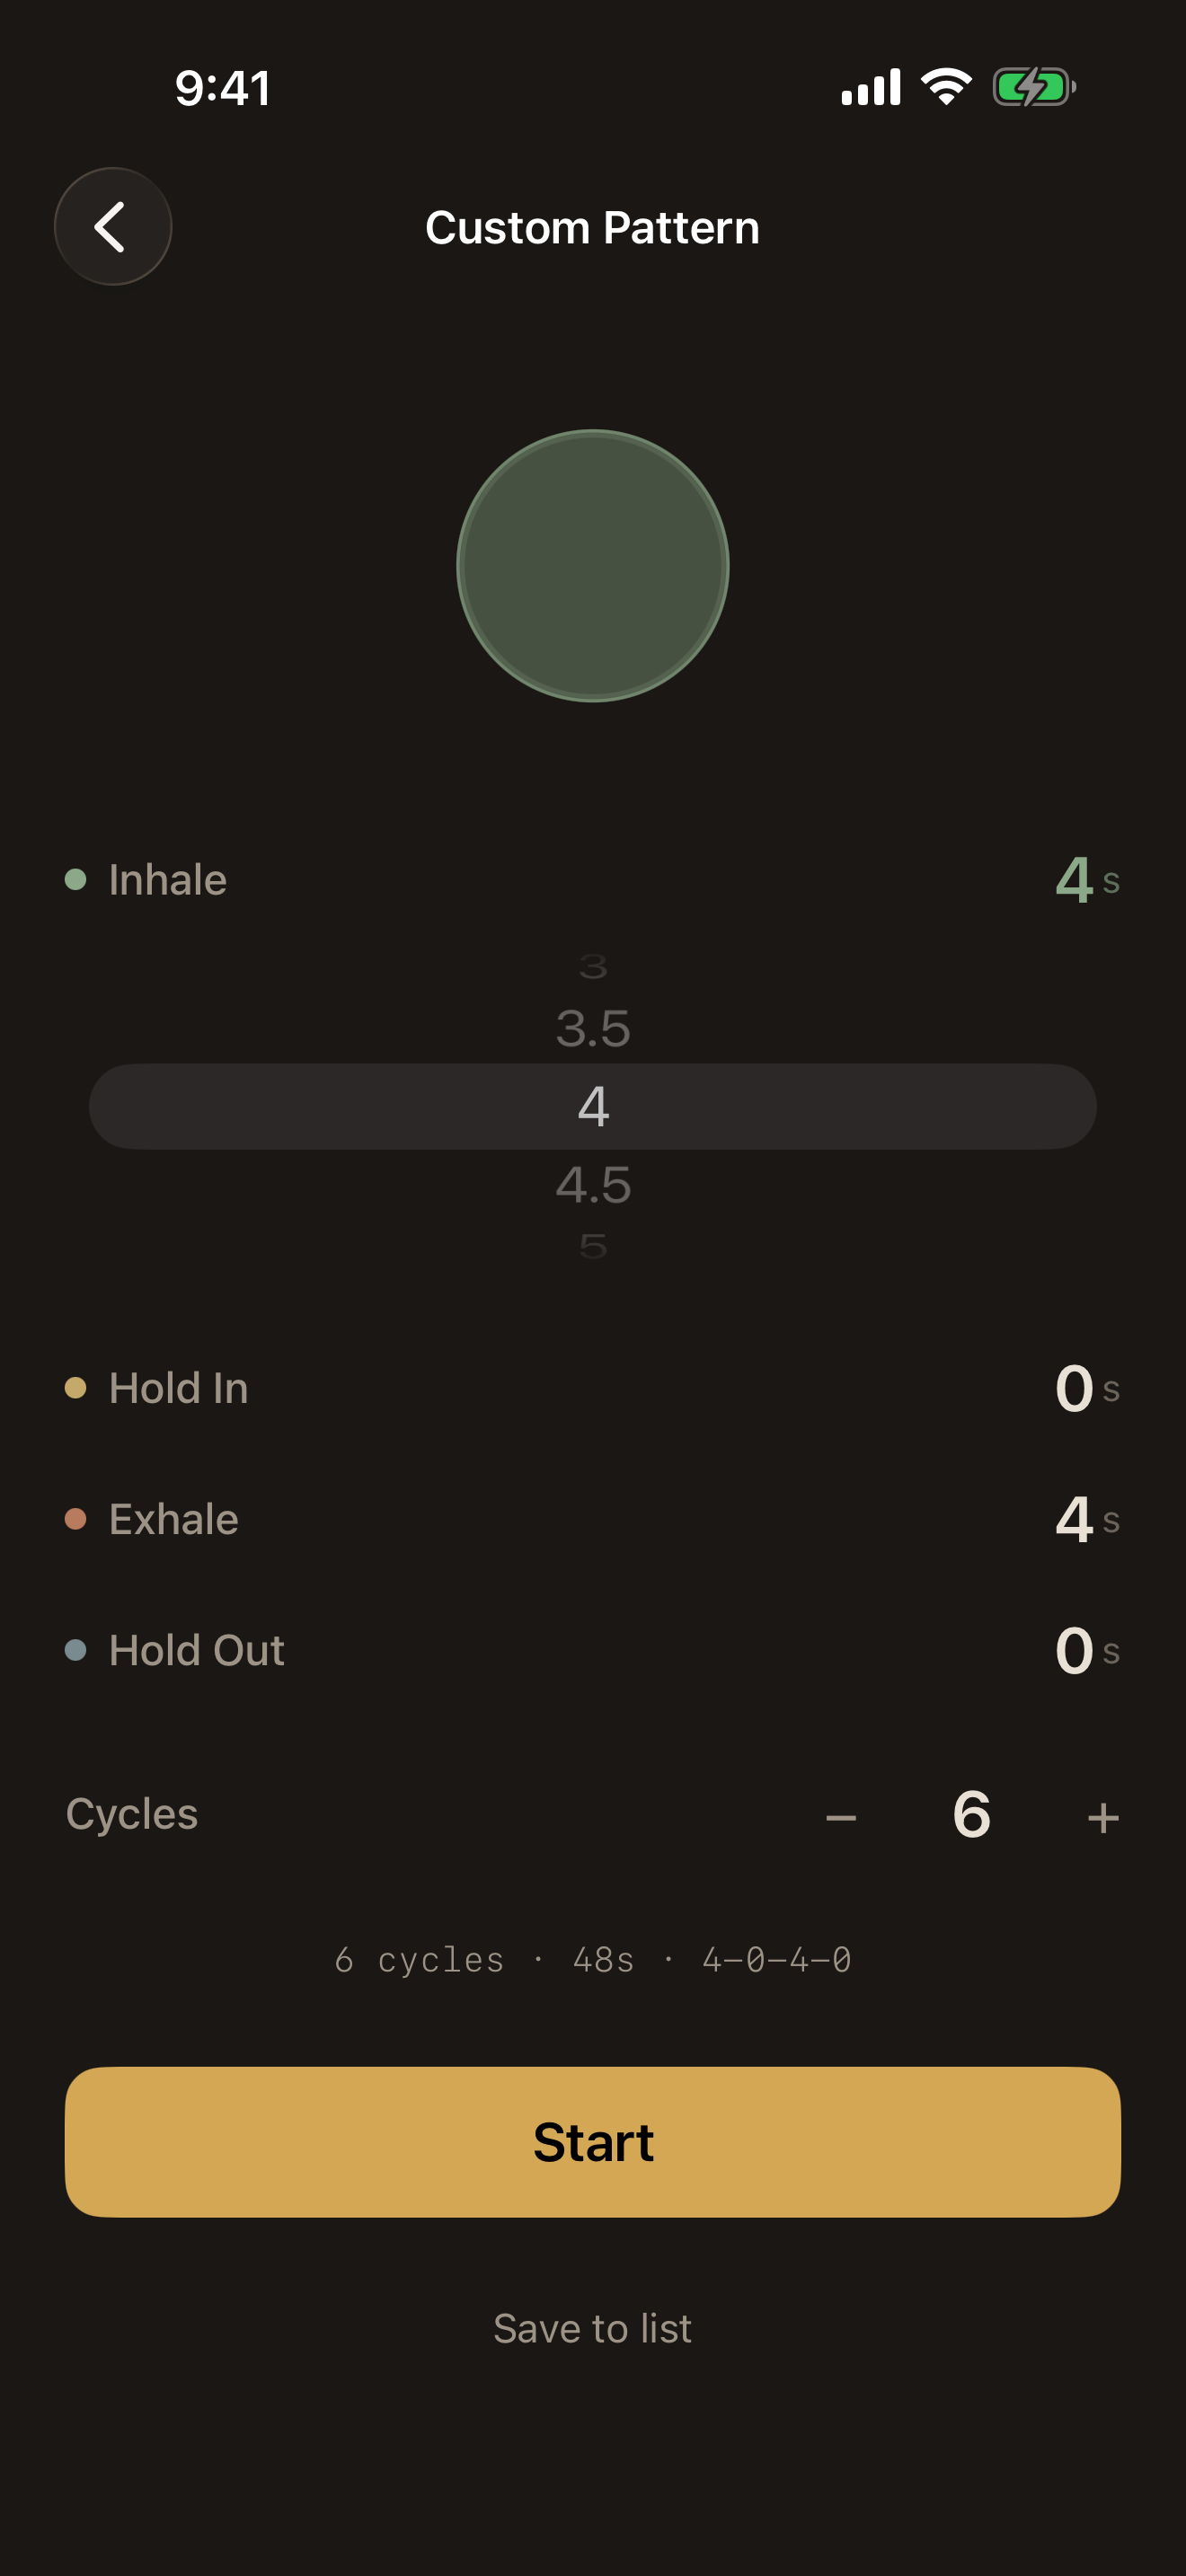 9:41
Custom Pattern
Inhale 4 s
3
3.5
4
4.5
5
Hold In 0 s
Exhale 4 s
Hold Out 0 s
Cycles − 6 +
6 cycles · 48s · 4–0–4–0
Start
Save to list